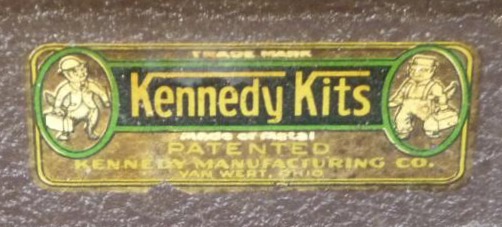 TRADE MARK
Kennedy Kits
Made of Metal
PATENTED
KENNEDY MANUFACTURING CO.
VAN WERT, OHIO